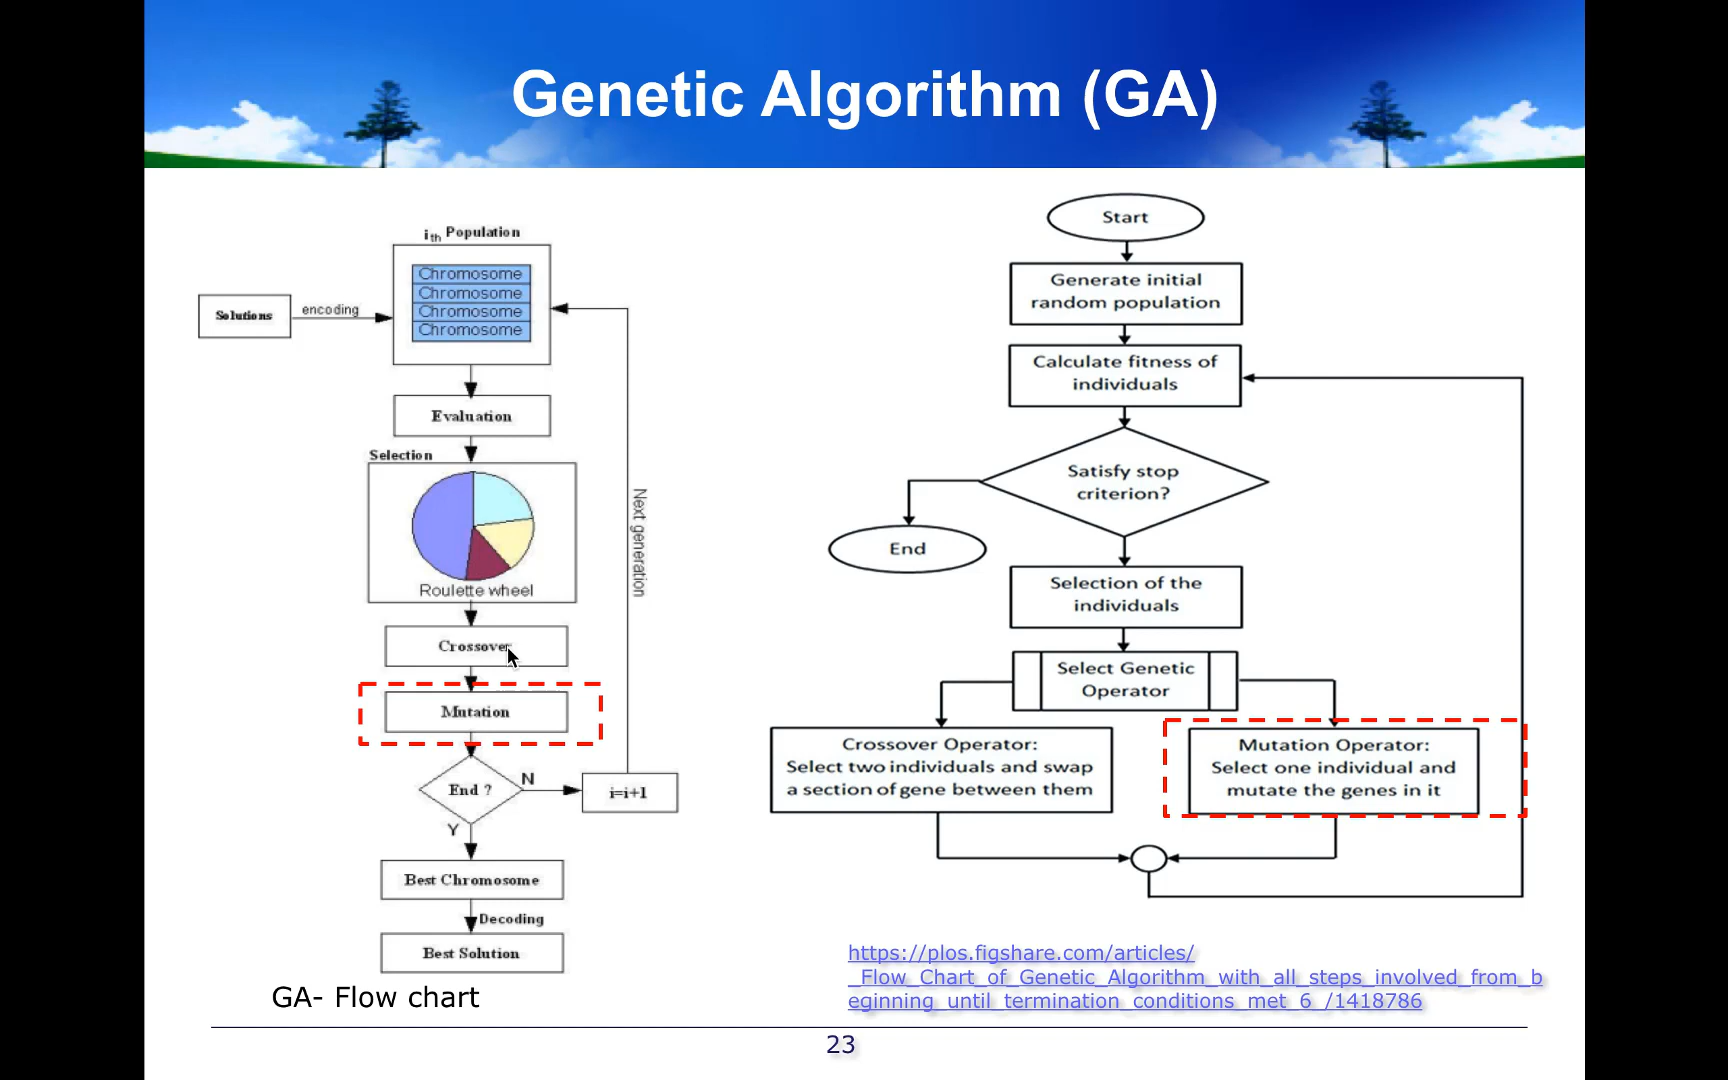 Genetic Algorithm (GA)
ith Population
Chromosome
Chromosome
Chromosome
Chromosome
Solutions
encoding
Evaluation
Selection
Roulette wheel
Crossover
Mutation
End ?
N
i=i+1
Next generation
Y
Best Chromosome
Decoding
Best Solution
GA- Flow chart
Start
Generate initial
random population
Calculate fitness of
individuals
Satisfy stop
criterion?
End
Selection of the
individuals
Select Genetic
Operator
Crossover Operator:
Select two individuals and swap
a section of gene between them
Mutation Operator:
Select one individual and
mutate the genes in it
https://plos.figshare.com/articles/
_Flow_Chart_of_Genetic_Algorithm_with_all_steps_involved_from_b
eginning_until_termination_conditions_met_6_/1418786
23